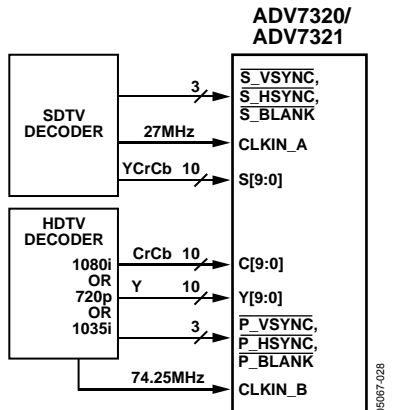 ADV7320/
ADV7321
SDTV
DECODER
3
S_VSYNC,
S_HSYNC,
S_BLANK
27MHz
CLKIN_A
YCrCb 10
S[9:0]
HDTV
DECODER
1080i
OR
720p
OR
1035i
CrCb 10
C[9:0]
Y 10
Y[9:0]
3
P_VSYNC,
P_HSYNC,
P_BLANK
74.25MHz
CLKIN_B
05067-028